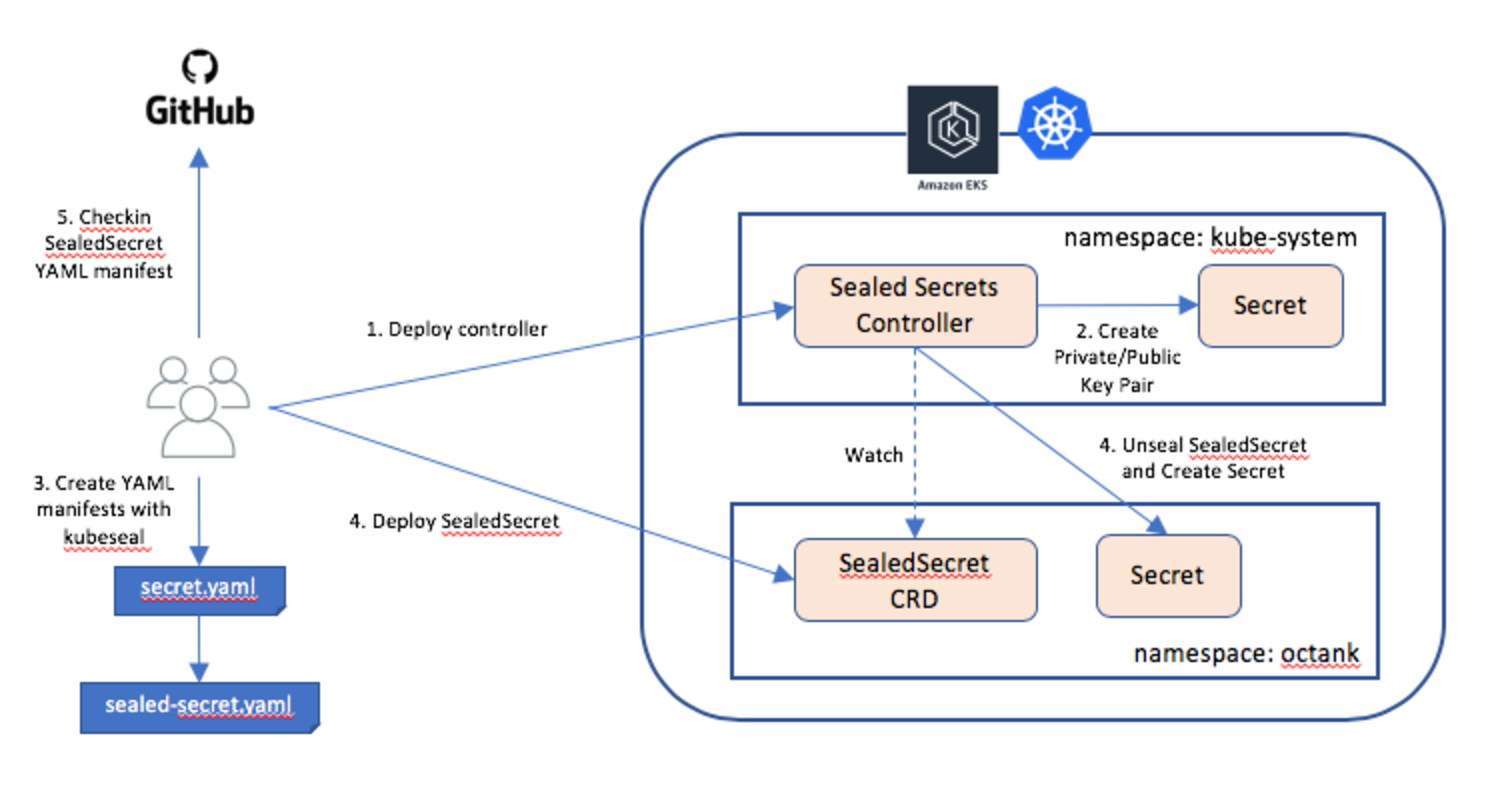 GitHub
5. Checkin
SealedSecret
YAML manifest
1. Deploy controller
3. Create YAML
manifests with
kubeseal
4. Deploy SealedSecret
secret.yaml
sealed-secret.yaml
K
Amazon EKS
namespace: kube-system
Sealed Secrets
Controller
Secret
2. Create
Private/Public
Key Pair
Watch
4. Unseal SealedSecret
and Create Secret
SealedSecret
CRD
Secret
namespace: octank